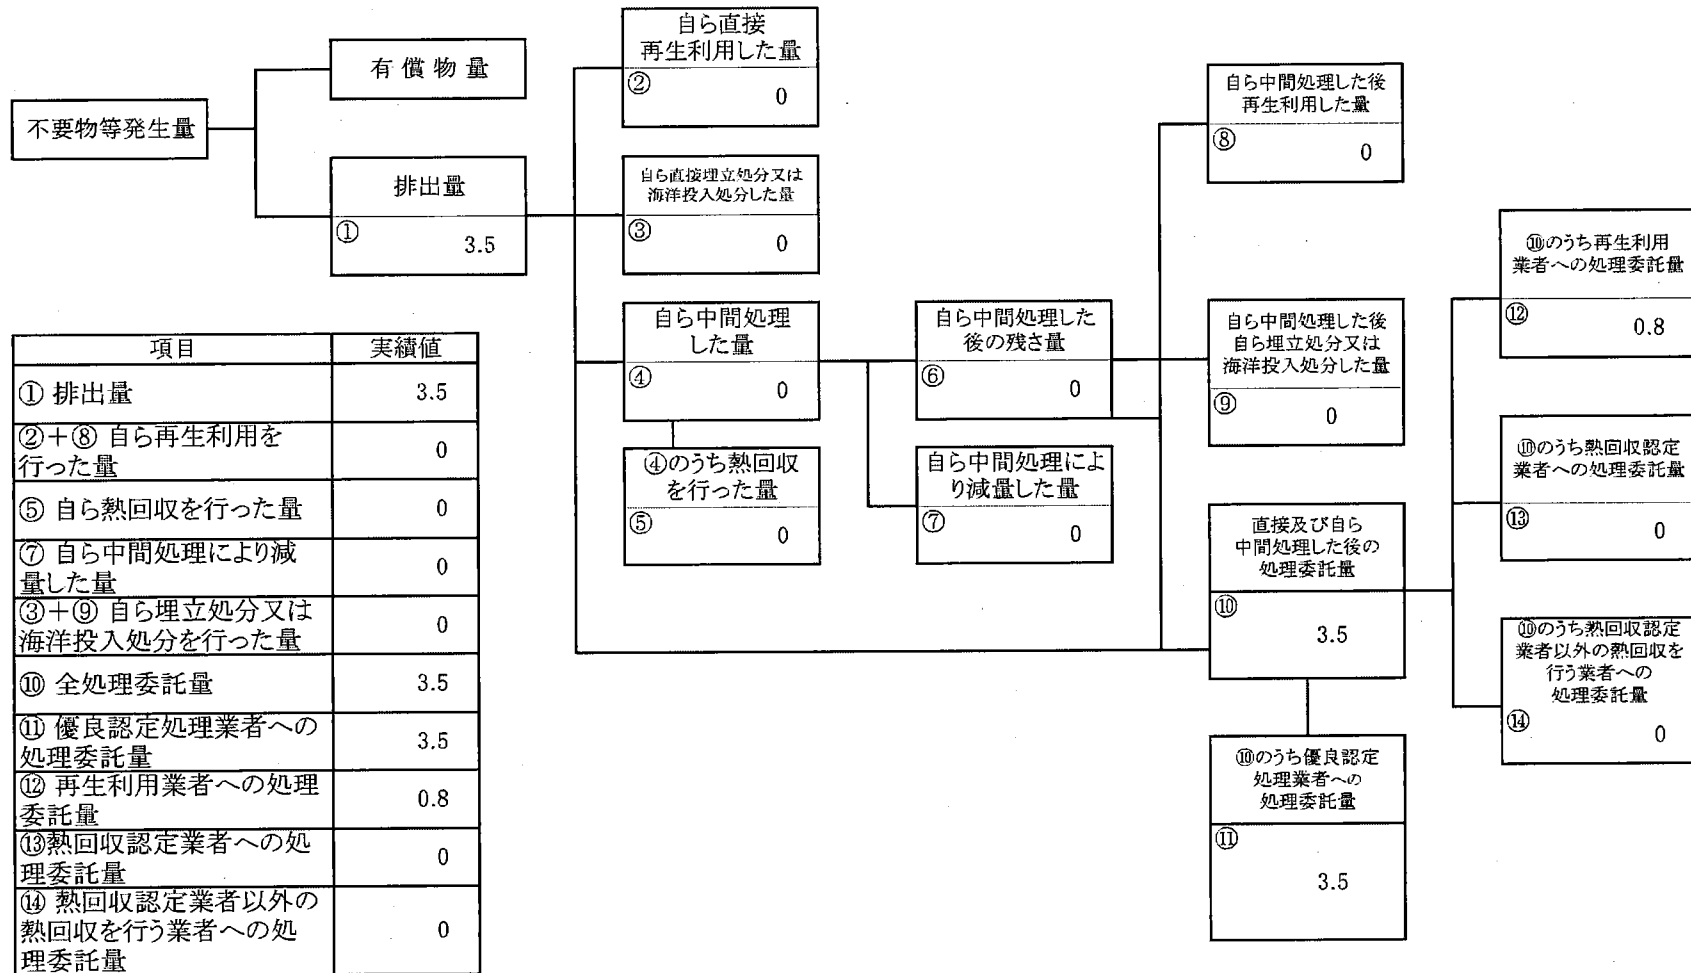 不要物等発生量
有償物量
排出量
①
3.5
自ら直接
再生利用した量
②
0
自ら直接埋立処分又は
海洋投入処分した量
③
0
自ら中間処理
した量
④
0
④のうち熱回収
を行った量
⑤
0
自ら中間処理した
後の残さ量
⑥
0
自ら中間処理によ
り減量した量
⑦
0
自ら中間処理した後
再生利用した量
⑧
0
自ら中間処理した後
自ら埋立処分又は
海洋投入処分した量
⑨
0
直接及び自ら
中間処理した後の
処理委託量
⑩
3.5
⑩のうち優良認定
処理業者への
処理委託量
⑪
3.5
⑩のうち再生利用
業者への処理委託量
⑫
0.8
⑩のうち熱回収認定
業者への処理委託量
⑬
0
⑩のうち熱回収認定
業者以外の熱回収を
行う業者への
処理委託量
⑭
0
項目 実績値
① 排出量 3.5
②+⑧ 自ら再生利用を
行った量 0
⑤ 自ら熱回収を行った量 0
⑦ 自ら中間処理により減
量した量 0
③+⑨ 自ら埋立処分又は
海洋投入処分を行った量 0
⑩ 全処理委託量 3.5
⑪ 優良認定処理業者への
処理委託量 3.5
⑫ 再生利用業者への処理
委託量 0.8
⑬熱回収認定業者への処
理委託量 0
⑭ 熱回収認定業者以外の
熱回収を行う業者への処
理委託量 0